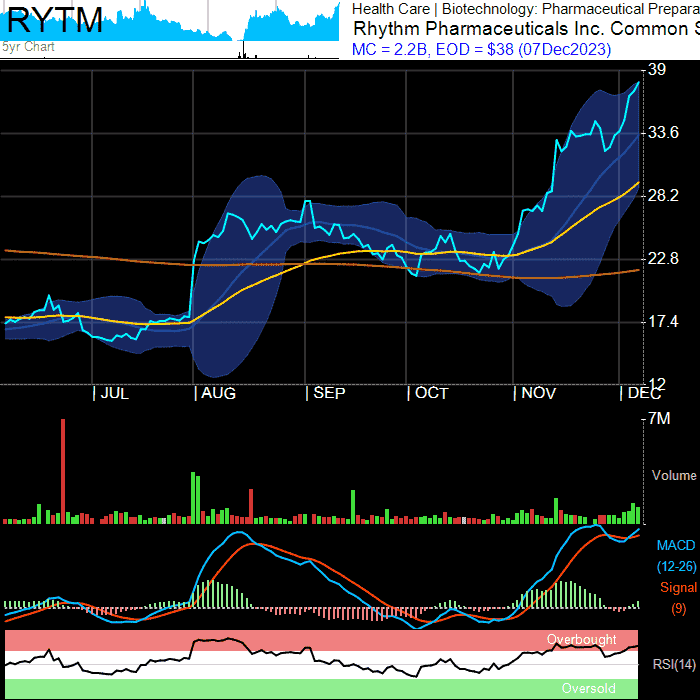 RYTM
5yr Chart
Health Care | Biotechnology: Pharmaceutical Prepara
Rhythm Pharmaceuticals Inc. Common S
MC = 2.2B, EOD = $38 (07Dec2023)
39
33.6
28.2
22.8
17.4
12
JUL
AUG
SEP
OCT
NOV
DEC
7M
Volume
MACD
(12-26)
Signal
(9)
Overbought
RSI(14)
Oversold